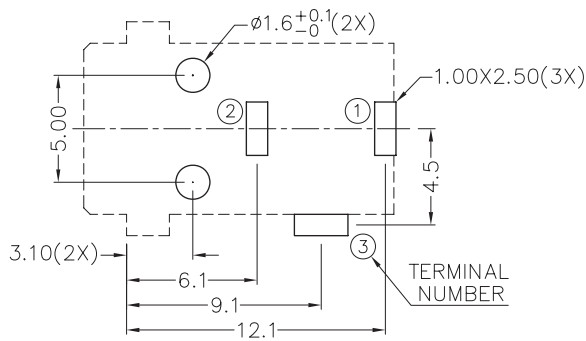 ø1.6+0.1-0(2X)
1.00X2.50(3X)
2
1
5.00
4.5
3.10(2X)
3
6.1
TERMINAL
NUMBER
9.1
12.1